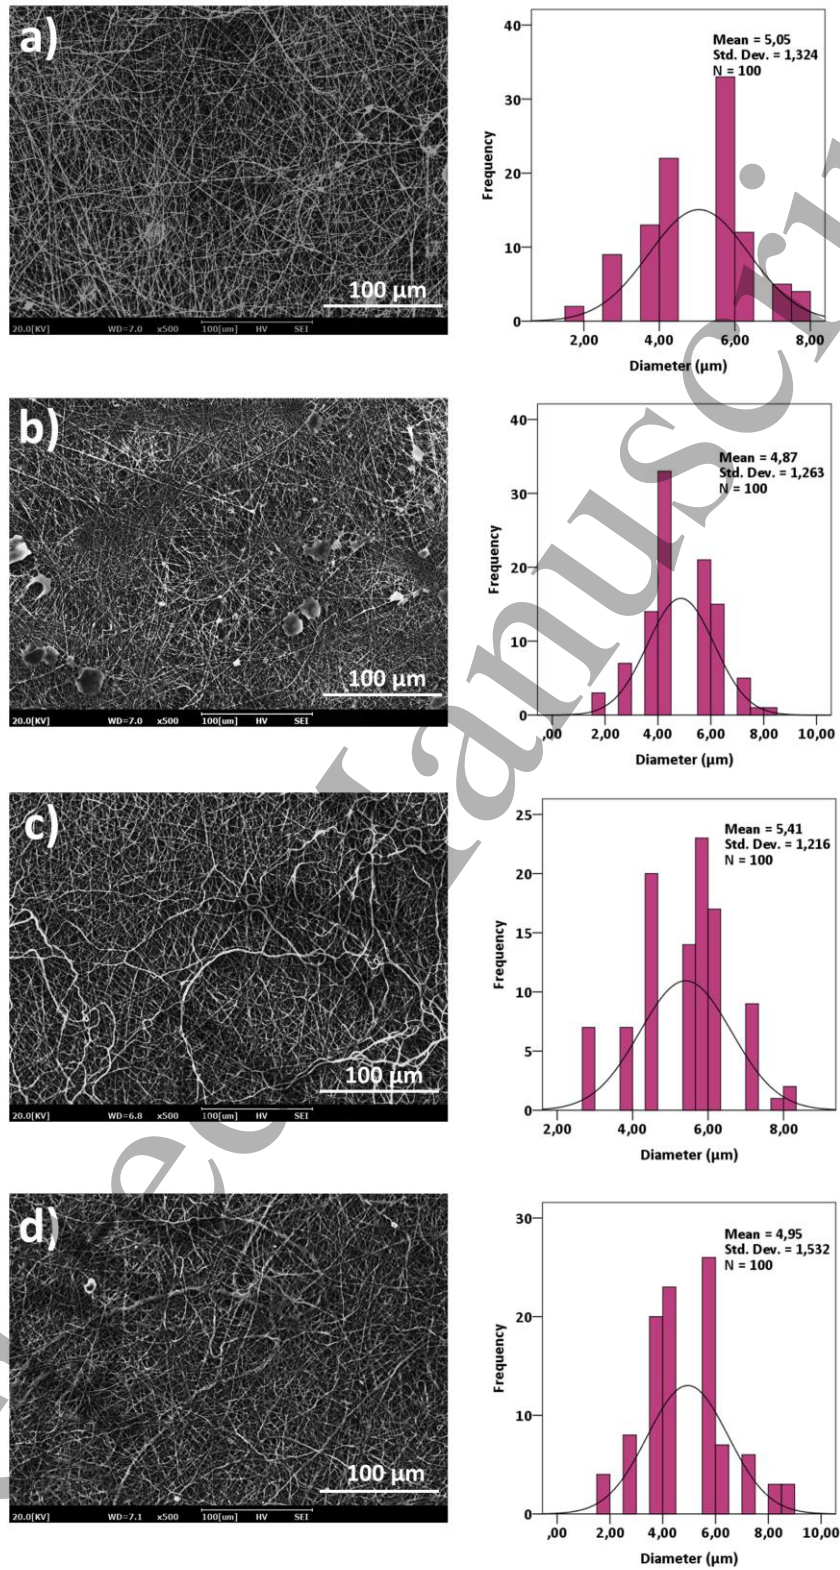 a)
100 µm
20.0[KV] WD=7.0 x500 100[um] HV SEI
40
30
20
10
0
Frequency
Mean = 5,05
Std. Dev. = 1,324
N = 100
2,00 4,00 6,00 8,00
Diameter (µm)
b)
100 µm
20.0[KV] WD=7.0 x500 100[um] HV SEI
40
30
20
10
0
Frequency
Mean = 4,87
Std. Dev. = 1,263
N = 100
,00 2,00 4,00 6,00 8,00 10,00
Diameter (µm)
c)
100 µm
20.0[KV] WD=6.8 x500 100[um] HV SEI
25
20
15
10
5
0
Frequency
Mean = 5,41
Std. Dev. = 1,216
N = 100
2,00 4,00 6,00 8,00
Diameter (µm)
d)
100 µm
20.0[KV] WD=7.1 x500 100[um] HV SEI
30
20
10
0
Frequency
Mean = 4,95
Std. Dev. = 1,532
N = 100
,00 2,00 4,00 6,00 8,00 10,00
Diameter (µm)